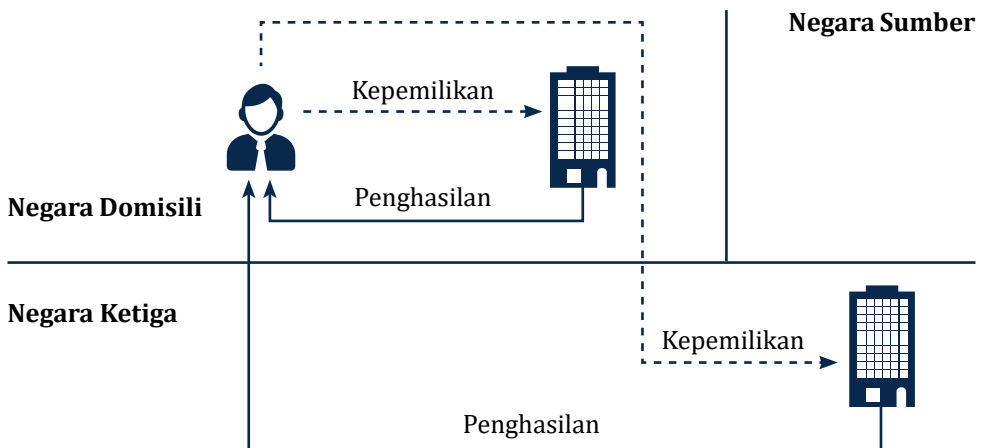 Negara Sumber
Kepemilikan
Penghasilan
Negara Domisili
Negara Ketiga
Kepemilikan
Penghasilan